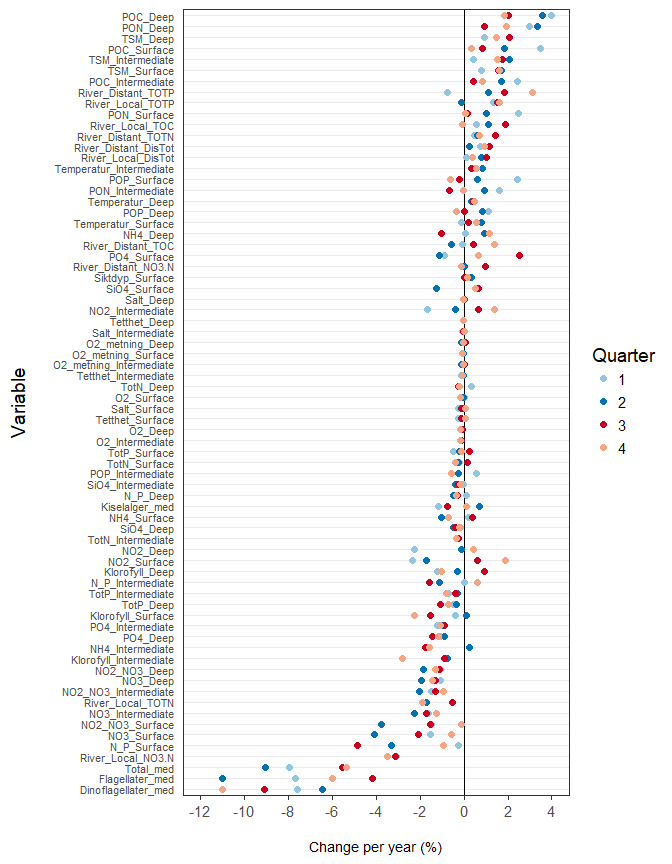 POC_Deep
PON_Deep
TSM_Deep
POC_Surface
TSM_Intermediate
TSM_Surface
POC_Intermediate
River_Distant_TOTP
River_Local_TOTP
PON_Surface
River_Local_TOC
River_Distant_TOTN
River_Distant_DisTot
River_Local_DisTot
Temperatur_Intermediate
POP_Surface
PON_Intermediate
Temperatur_Deep
POP_Deep
Temperatur_Surface
NH4_Deep
River_Distant_TOC
PO4_Surface
River_Distant_NO3.N
Siktdyp_Surface
SiO4_Surface
Salt_Deep
NO2_Intermediate
Tetthet_Deep
Salt_Intermediate
O2_metning_Deep
O2_metning_Surface
O2_metning_Intermediate
Tetthet_Intermediate
TotN_Deep
O2_Surface
Salt_Surface
Tetthet_Surface
O2_Deep
O2_Intermediate
TotP_Surface
TotN_Surface
POP_Intermediate
SiO4_Intermediate
N_P_Deep
Kiselalger_med
NH4_Surface
SiO4_Deep
TotN_Intermediate
NO2_Deep
NO2_Surface
Klorofyll_Deep
N_P_Intermediate
TotP_Intermediate
TotP_Deep
Klorofyll_Surface
PO4_Intermediate
PO4_Deep
NH4_Intermediate
Klorofyll_Intermediate
NO2_NO3_Deep
NO3_Deep
NO2_NO3_Intermediate
River_Local_TOTN
NO3_Intermediate
NO2_NO3_Surface
NO3_Surface
N_P_Surface
River_Local_NO3.N
Total_med
Flagellater_med
Dinoflagellater_med
-12 -10 -8 -6 -4 -2 0 2 4
Change per year (%)
Variable
Quarter
1
2
3
4